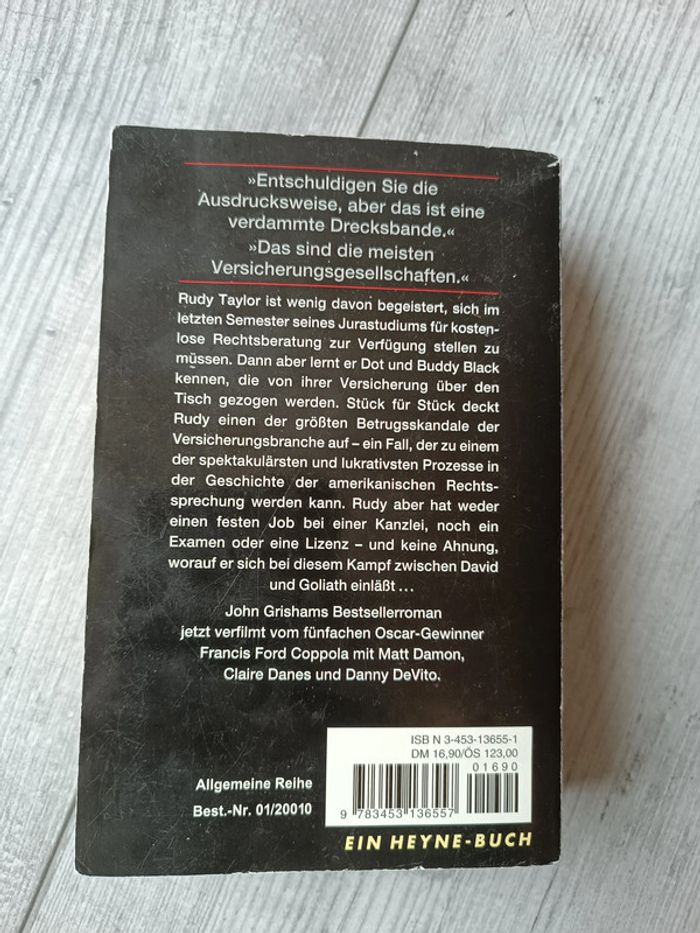 »Entschuldigen Sie die
Ausdrucksweise, aber das ist eine
verdammte Drecksbande.«
»Das sind die meisten
Versicherungsgesellschaften.«
Rudy Taylor ist wenig davon begeistert, sich im
letzten Semester seines Jurastudiums für kosten-
lose Rechtsberatung zur Verfügung stellen zu
müssen. Dann aber lernt er Dot und Buddy Black
kennen, die von ihrer Versicherung über den
Tisch gezogen werden. Stück für Stück deckt
Rudy einen der größten Betrugsskandale der
Versicherungsbranche auf – ein Fall, der zu einem
der spektakulärsten und lukrativsten Prozesse in
der Geschichte der amerikanischen Rechts-
sprechung werden kann. Rudy aber hat weder
einen festen Job bei einer Kanzlei, noch ein
Examen oder eine Lizenz – und keine Ahnung,
worauf er sich bei diesem Kampf zwischen David
und Goliath einläßt ...
John Grishams Bestsellerroman
jetzt verfilmt vom fünffachen Oscar-Gewinner
Francis Ford Coppola mit Matt Damon,
Claire Danes und Danny DeVito.
ISBN 3-453-13655-1
DM 16,90/ÖS 123,00
01690
9 783453 136557
Allgemeine Reihe
Best.-Nr. 01/20010
EIN HEYNE-BUCH